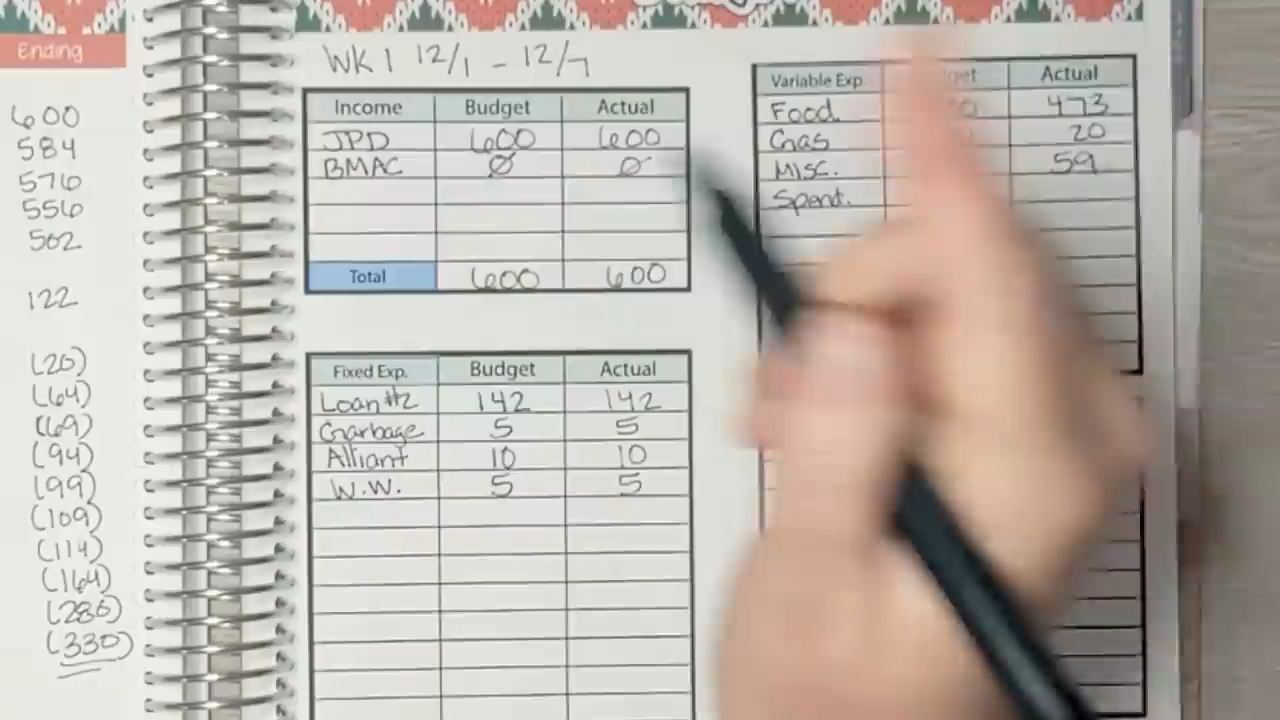 Ending
600
584
576
556
502
122
(20)
(64)
(69)
(94)
(99)
(109)
(114)
(164)
(286)
(330)
WK 1 12/1 - 12/7
Income Budget Actual
JPD 600 600
BMAC Ø Ø
Total 600 600
Fixed Exp. Budget Actual
Loan #2 142 142
Garbage 5 5
Alliant 10 10
W.W. 5 5
Variable Exp. Actual
Food 473
Gas 20
Misc. 59
Spent.